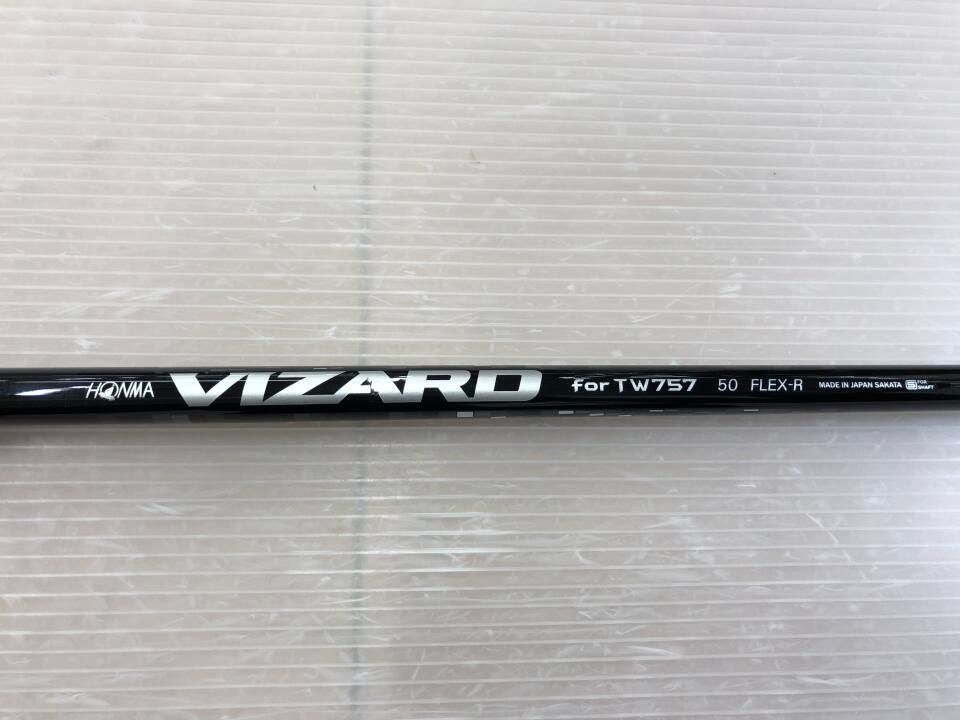 HONMA VIZARD for TW757 50 FLEX-R MADE IN JAPAN SAKATA S FOR SHAFT